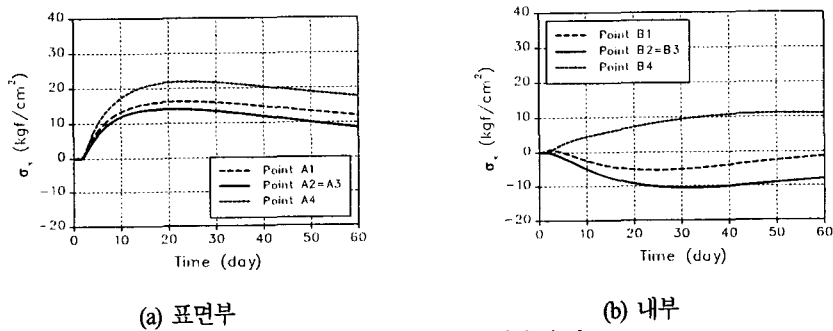 40
30
20
10
0
−10
−20
σx (kgf/cm²)
Point A1
Point A2=A3
Point A4
0 10 20 30 40 50 60
Time (day)
(a) 표면부
40
30
20
10
0
−10
−20
σx (kgf/cm²)
Point B1
Point B2=B3
Point B4
0 10 20 30 40 50 60
Time (day)
(b) 내부